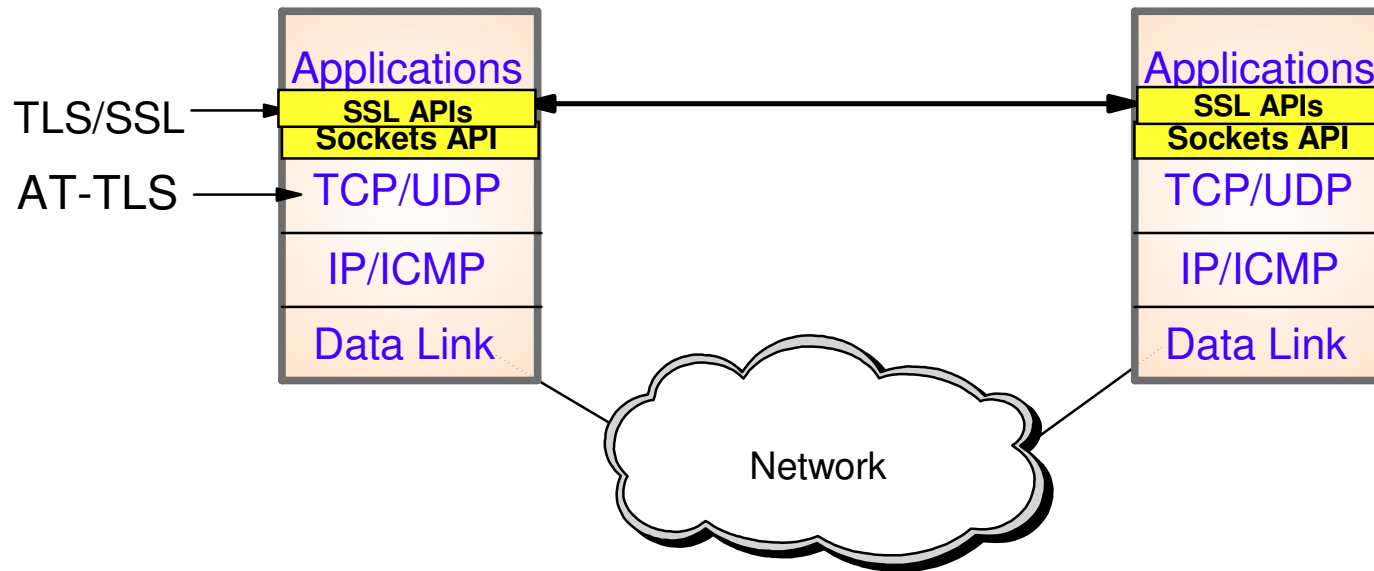 Applications
SSL APIs
Sockets API
TCP/UDP
IP/ICMP
Data Link
TLS/SSL
AT-TLS
Applications
SSL APIs
Sockets API
TCP/UDP
IP/ICMP
Data Link
Network